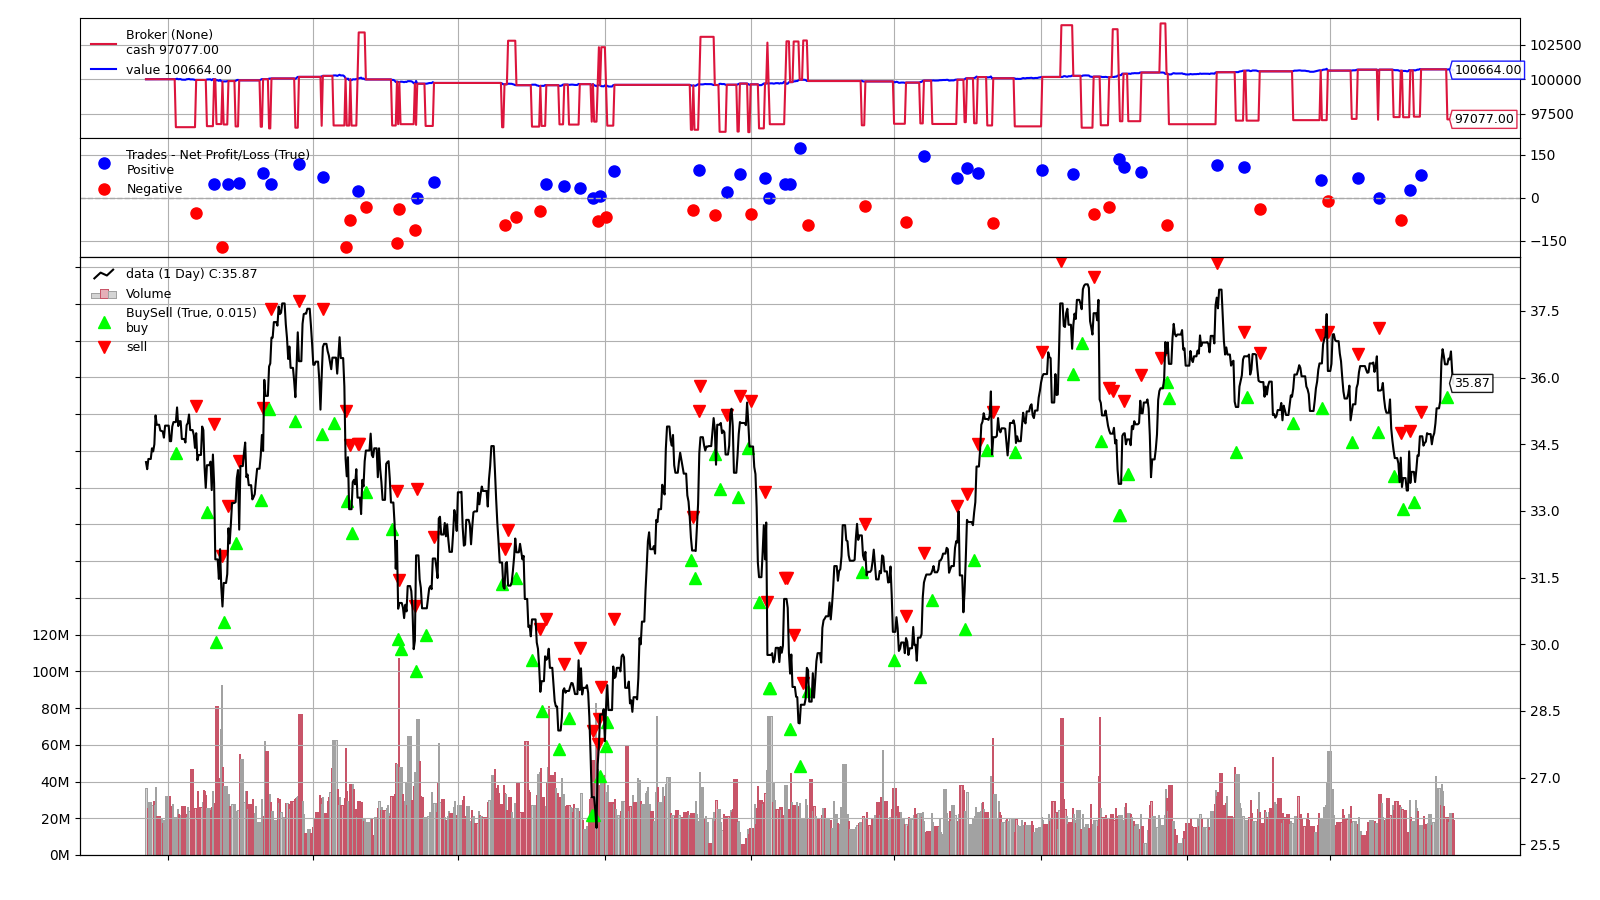 Broker (None)
cash 97077.00
value 100664.00
102500
100000
97500
100664.00
97077.00
Trades - Net Profit/Loss (True)
Positive
Negative
150
0
−150
data (1 Day) C:35.87
Volume
BuySell (True, 0.015)
buy
sell
37.5
36.0
34.5
33.0
31.5
30.0
28.5
27.0
25.5
35.87
120M
100M
80M
60M
40M
20M
0M